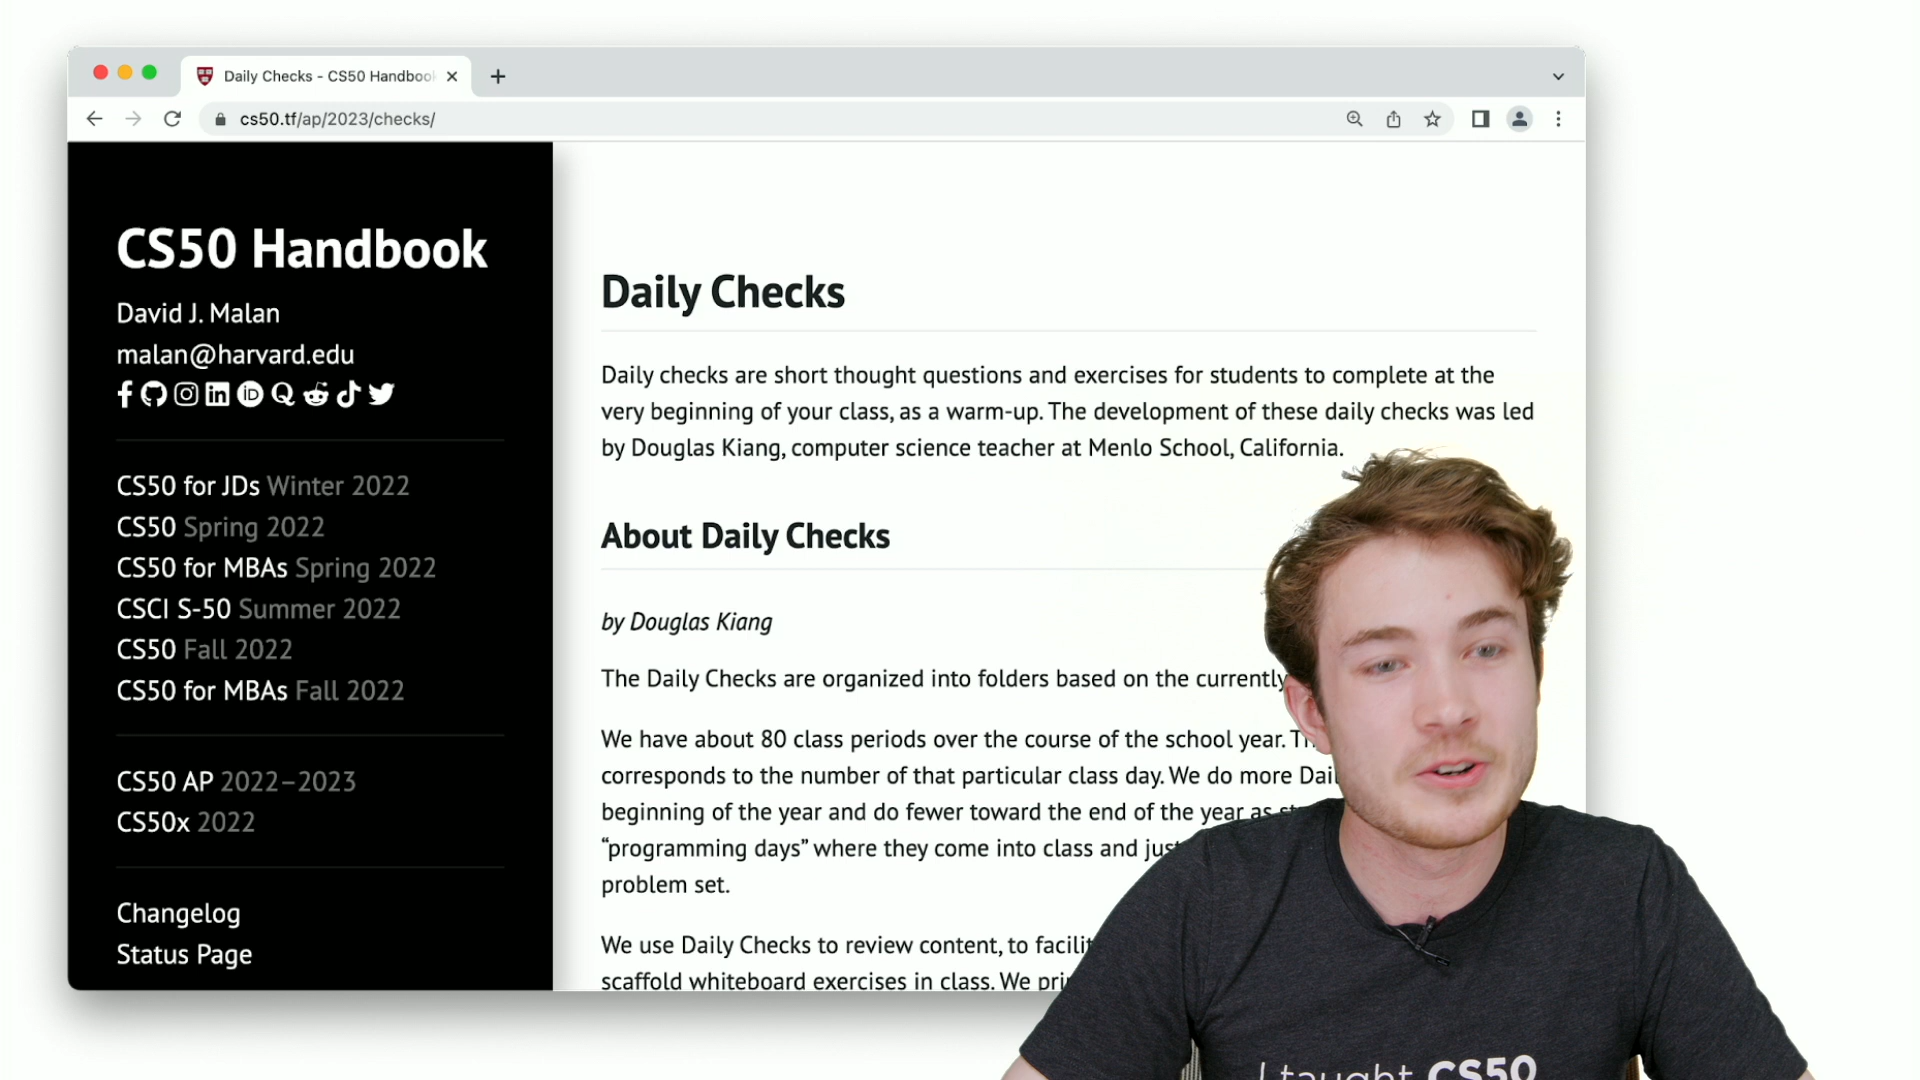 Daily Checks - CS50 Handboo
cs50.tf/ap/2023/checks/
CS50 Handbook
David J. Malan
malan@harvard.edu
CS50 for JDs Winter 2022
CS50 Spring 2022
CS50 for MBAs Spring 2022
CSCI S-50 Summer 2022
CS50 Fall 2022
CS50 for MBAs Fall 2022
CS50 AP 2022–2023
CS50x 2022
Changelog
Status Page
Daily Checks
Daily checks are short thought questions and exercises for students to complete at the
very beginning of your class, as a warm-up. The development of these daily checks was led
by Douglas Kiang, computer science teacher at Menlo School, California.
About Daily Checks
by Douglas Kiang
The Daily Checks are organized into folders based on the currently
We have about 80 class periods over the course of the school year.
corresponds to the number of that particular class day. We do more Dai
beginning of the year and do fewer toward the end of the year as
“programming days” where they come into class and just
problem set.
We use Daily Checks to review content, to facilit
scaffold whiteboard exercises in class. We pri
I taught CS50